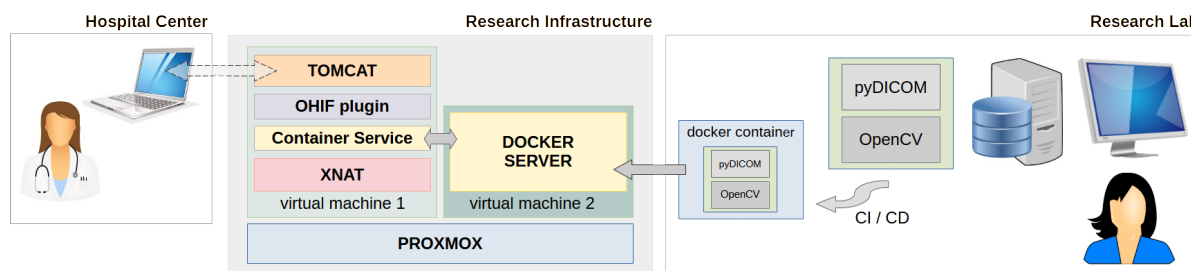 Hospital Center
Research Infrastructure
Research Lab
TOMCAT
OHIF plugin
Container Service
XNAT
virtual machine 1
DOCKER
SERVER
virtual machine 2
PROXMOX
docker container
pyDICOM
OpenCV
pyDICOM
OpenCV
CI / CD